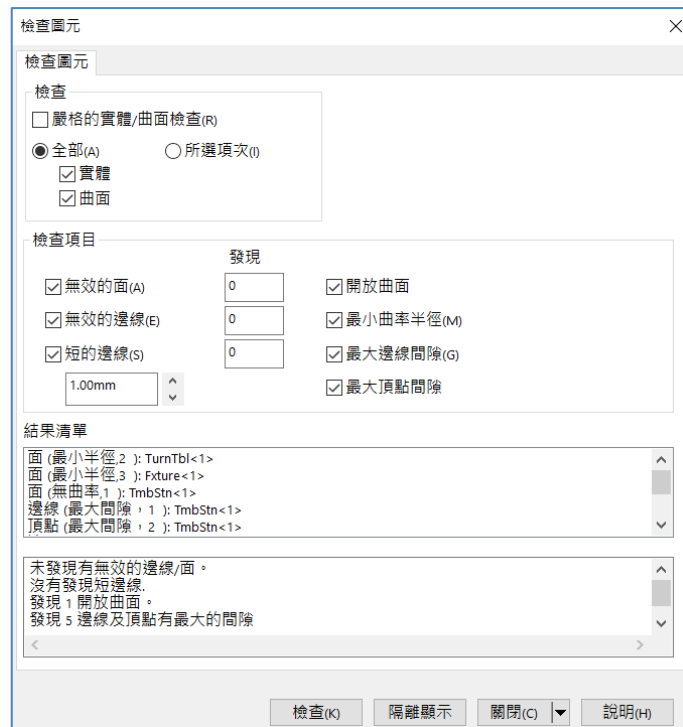 檢查圖元
檢查圖元
檢查
嚴格的實體/曲面檢查(R)
全部(A) 所選項次(I)
實體
曲面
檢查項目
發現
無效的面(A) 0 開放曲面
無效的邊線(E) 0 最小曲率半徑(M)
短的邊線(S) 0 最大邊線間隙(G)
1.00mm 最大頂點間隙
結果清單
面 (最小半徑,2 ): TurnTbl<1>
面 (最小半徑,3 ): Fxture<1>
面 (無曲率,1 ): TmbStn<1>
邊線 (最大間隙,1 ): TmbStn<1>
頂點 (最大間隙,2 ): TmbStn<1>
未發現有無效的邊線/面。
沒有發現短邊線.
發現 1 開放曲面。
發現 5 邊線及頂點有最大的間隙
檢查(K) 隔離顯示 關閉(C) 說明(H)